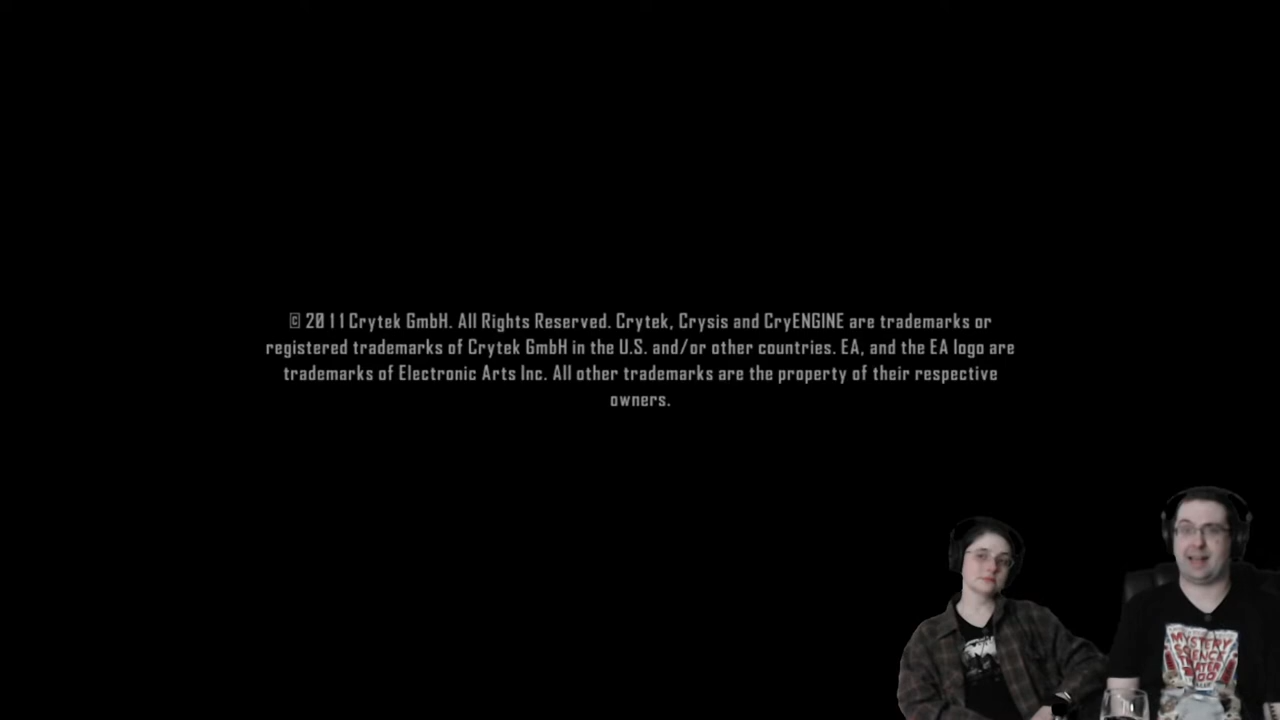 © 2011 Crytek GmbH. All Rights Reserved. Crytek, Crysis and CryENGINE are trademarks or
registered trademarks of Crytek GmbH in the U.S. and/or other countries. EA, and the EA logo are
trademarks of Electronic Arts Inc. All other trademarks are the property of their respective
owners.
MYSTERY
SCIENCE